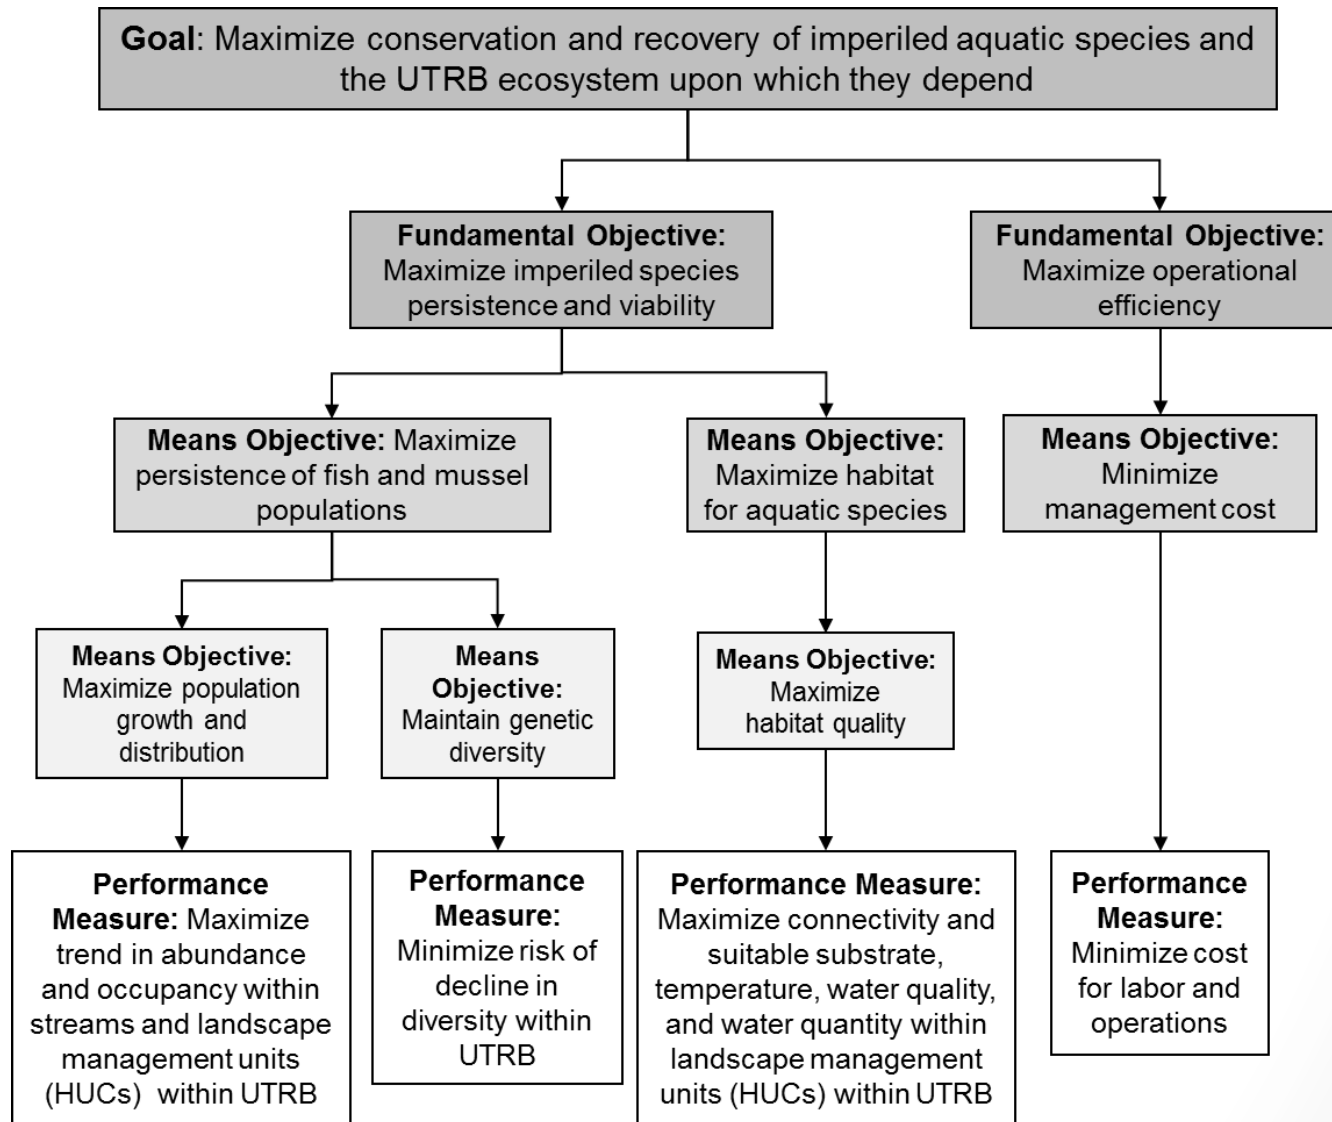 Goal: Maximize conservation and recovery of imperiled aquatic species and
the UTRB ecosystem upon which they depend
Fundamental Objective:
Maximize imperiled species
persistence and viability
Fundamental Objective:
Maximize operational
efficiency
Means Objective: Maximize
persistence of fish and mussel
populations
Means Objective:
Maximize habitat
for aquatic species
Means Objective:
Minimize
management cost
Means Objective:
Maximize population
growth and
distribution
Means
Objective:
Maintain genetic
diversity
Means Objective:
Maximize
habitat quality
Performance
Measure: Maximize
trend in abundance
and occupancy within
streams and landscape
management units
(HUCs) within UTRB
Performance
Measure:
Minimize risk of
decline in
diversity within
UTRB
Performance Measure:
Maximize connectivity and
suitable substrate,
temperature, water quality,
and water quantity within
landscape management
units (HUCs) within UTRB
Performance
Measure:
Minimize cost
for labor and
operations